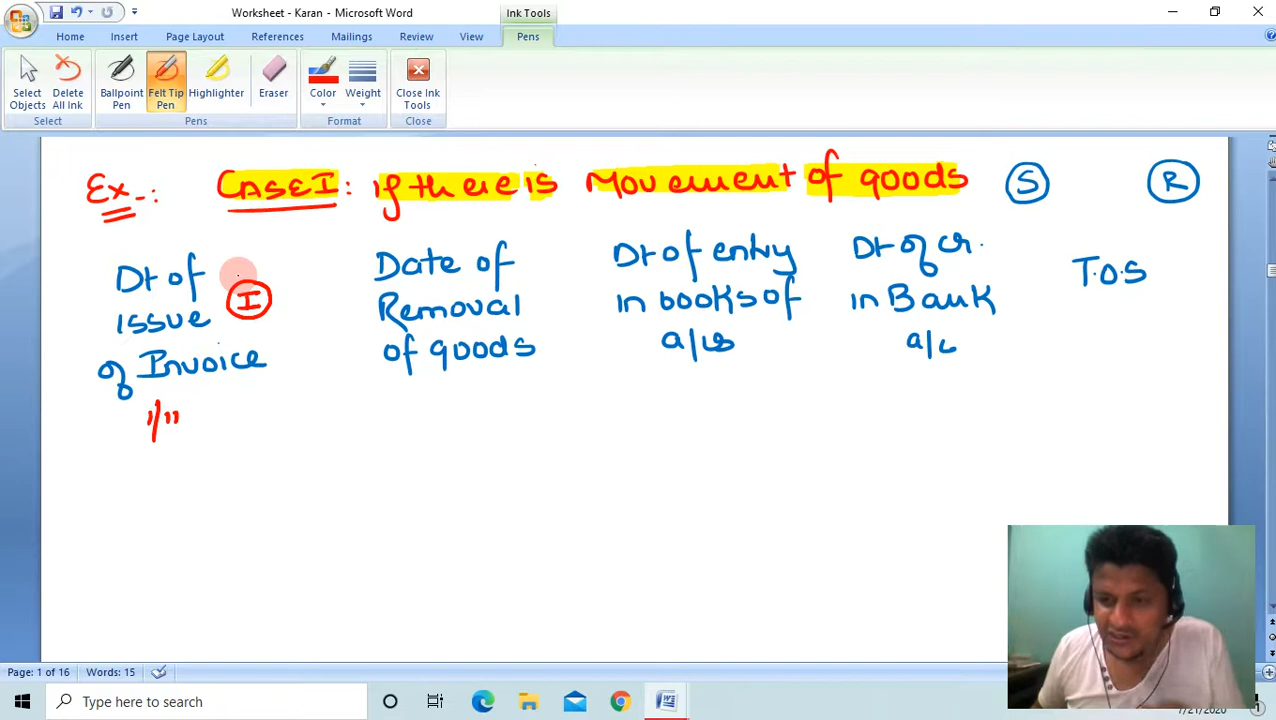 Worksheet - Karan - Microsoft Word
Ink Tools
Home Insert Page Layout References Mailings Review View Pens
Select Objects
Delete All Ink
Ballpoint Pen
Felt Tip Pen
Highlighter
Eraser
Color
Weight
Close Ink Tools
Select Pens Format Close
Ex-: CASE I: if there is Movement of goods S R
Dt of issue of Invoice
I
Date of Removal of goods
Dt of entry in books of a/cs
Dt of cr. in Bank a/c
T.O.S
Page: 1 of 16 Words: 15
Type here to search
7/21/2020